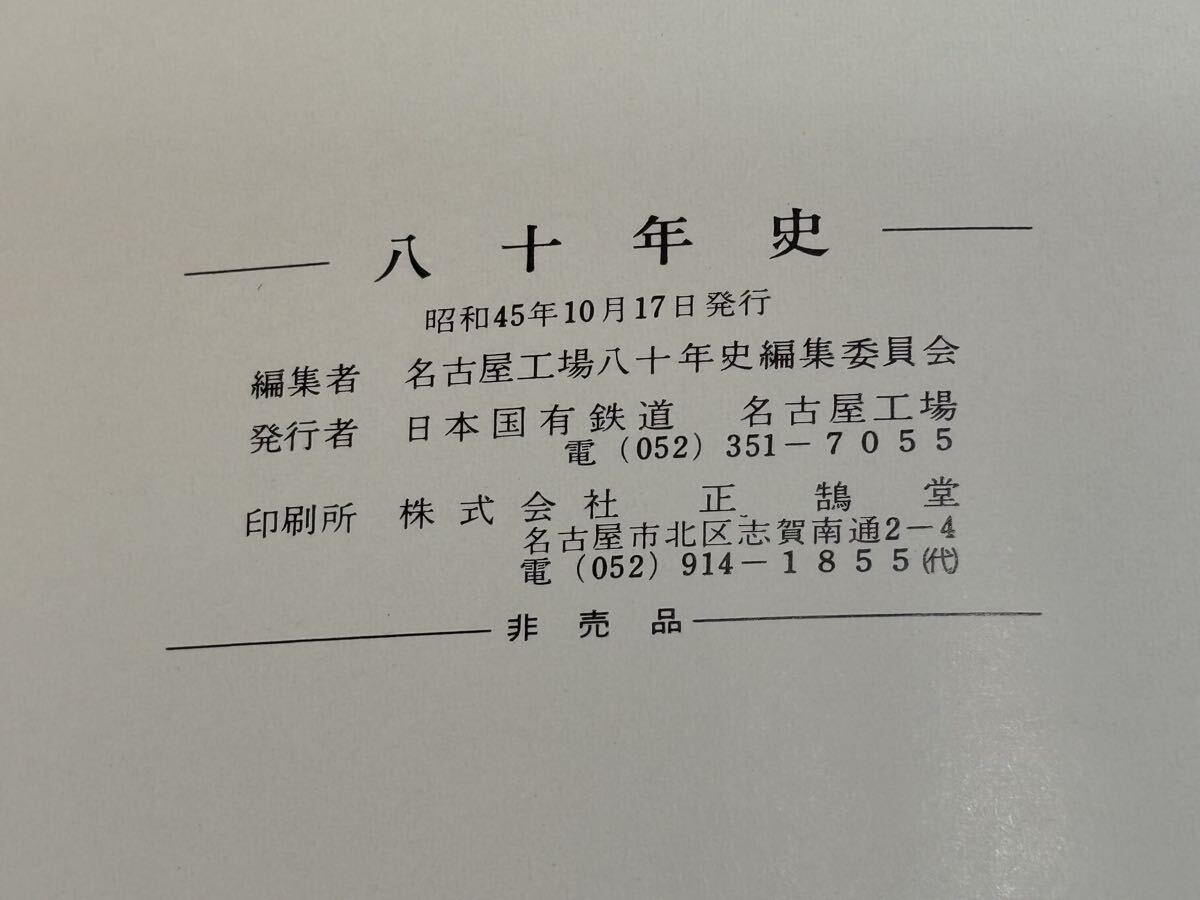 八十年史
昭和45年10月17日発行
編集者 名古屋工場八十年史編集委員会
発行者 日本国有鉄道 名古屋工場
電(052)351-7055
印刷所 株式会社 正鵠堂
名古屋市北区志賀南通2-4
電(052)914-1855(代)
非売品